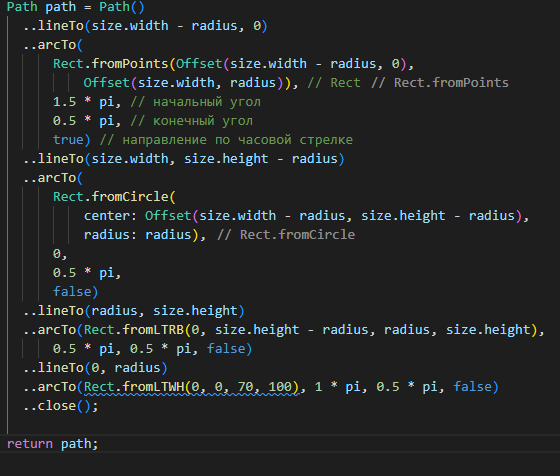 Path path = Path()
..lineTo(size.width - radius, 0)
..arcTo(
Rect.fromPoints(Offset(size.width - radius, 0),
Offset(size.width, radius)), // Rect // Rect.fromPoints
1.5 * pi, // начальный угол
0.5 * pi, // конечный угол
true) // направление по часовой стрелке
..lineTo(size.width, size.height - radius)
..arcTo(
Rect.fromCircle(
center: Offset(size.width - radius, size.height - radius),
radius: radius), // Rect.fromCircle
0,
0.5 * pi,
false)
..lineTo(radius, size.height)
..arcTo(Rect.fromLTRB(0, size.height - radius, radius, size.height),
0.5 * pi, 0.5 * pi, false)
..lineTo(0, radius)
..arcTo(Rect.fromLTWH(0, 0, 70, 100), 1 * pi, 0.5 * pi, false)
..close();
return path;